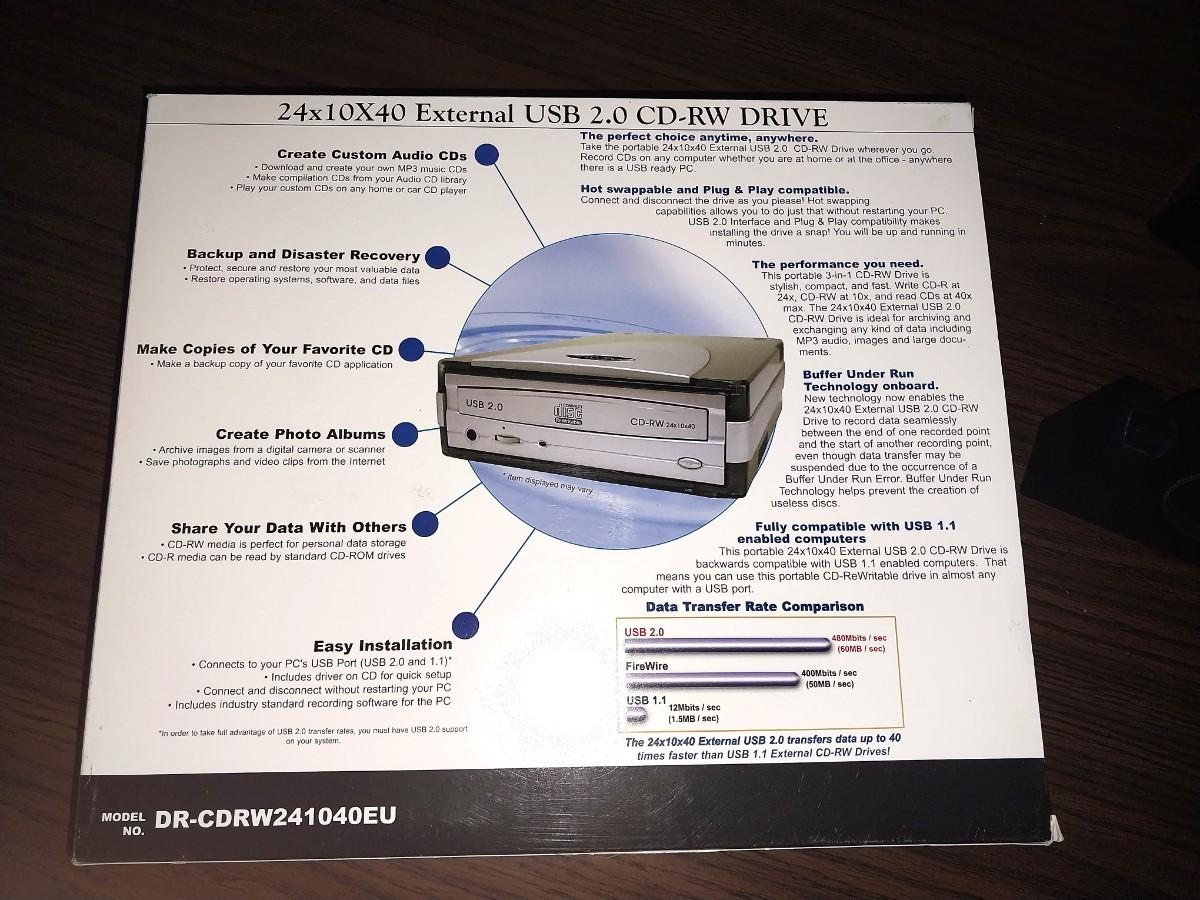 24x10X40 External USB 2.0 CD-RW DRIVE
Create Custom Audio CDs
• Download and create your own MP3 music CDs
• Make compilation CDs from your Audio CD library
• Play your custom CDs on any home or car CD player
Backup and Disaster Recovery
• Protect, secure and restore your most valuable data
• Restore operating systems, software, and data files
Make Copies of Your Favorite CD
• Make a backup copy of your favorite CD application
Create Photo Albums
• Archive images from a digital camera or scanner
• Save photographs and video clips from the Internet
Share Your Data With Others
• CD-RW media is perfect for personal data storage
• CD-R media can be read by standard CD-ROM drives
Easy Installation
• Connects to your PC's USB Port (USB 2.0 and 1.1)*
• Includes driver on CD for quick setup
• Connect and disconnect without restarting your PC
• Includes industry standard recording software for the PC
*In order to take full advantage of USB 2.0 transfer rates, you must have USB 2.0 support
on your system.
USB 2.0
COMPACT
disc
CD-RW 24x10x40
* Item displayed may vary
The perfect choice anytime, anywhere.
Take the portable 24x10x40 External USB 2.0 CD-RW Drive wherever you go.
Record CDs on any computer whether you are at home or at the office - anywhere
there is a USB ready PC.
Hot swappable and Plug & Play compatible.
Connect and disconnect the drive as you please! Hot swapping
capabilities allows you to do just that without restarting your PC.
USB 2.0 Interface and Plug & Play compatibility makes
installing the drive a snap! You will be up and running in
minutes.
The performance you need.
This portable 3-in-1 CD-RW Drive is
stylish, compact, and fast. Write CD-R at
24x, CD-RW at 10x, and read CDs at 40x
max. The 24x10x40 External USB 2.0
CD-RW Drive is ideal for archiving and
exchanging any kind of data including
MP3 audio, images and large docu-
ments.
Buffer Under Run
Technology onboard.
New technology now enables the
24x10x40 External USB 2.0 CD-RW
Drive to record data seamlessly
between the end of one recorded point
and the start of another recording point,
even though data transfer may be
suspended due to the occurrence of a
Buffer Under Run Error. Buffer Under Run
Technology helps prevent the creation of
useless discs.
Fully compatible with USB 1.1
enabled computers
This portable 24x10x40 External USB 2.0 CD-RW Drive is
backwards compatible with USB 1.1 enabled computers. That
means you can use this portable CD-ReWritable drive in almost any
computer with a USB port.
Data Transfer Rate Comparison
USB 2.0
480Mbits / sec
(60MB / sec)
FireWire
400Mbits / sec
(50MB / sec)
USB 1.1
12Mbits / sec
(1.5MB / sec)
The 24x10x40 External USB 2.0 transfers data up to 40
times faster than USB 1.1 External CD-RW Drives!
MODEL
NO. DR-CDRW241040EU